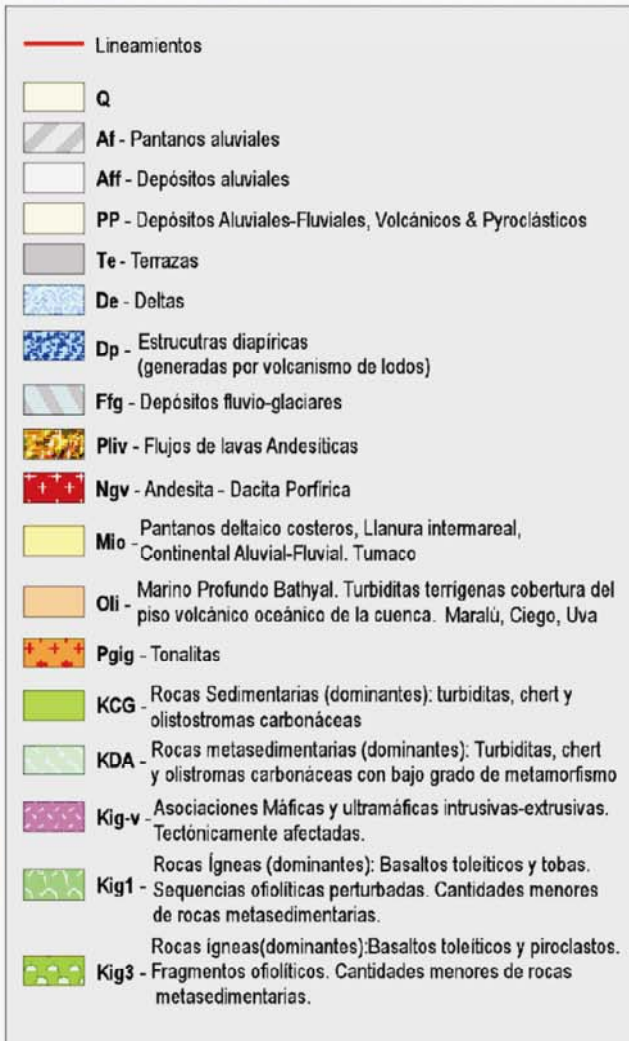 Lineamientos
Q
Af - Pantanos aluviales
Aff - Depósitos aluviales
PP - Depósitos Aluviales-Fluviales, Volcánicos & Pyroclásticos
Te - Terrazas
De - Deltas
Dp - Estrucutras diapíricas
(generadas por volcanismo de lodos)
Ffg - Depósitos fluvio-glaciares
Pliv - Flujos de lavas Andesíticas
Ngv - Andesita - Dacita Porfírica
Mio - Pantanos deltaico costeros, Llanura intermareal,
Continental Aluvial-Fluvial. Tumaco
Oli - Marino Profundo Bathyal. Turbiditas terrígenas cobertura del
piso volcánico oceánico de la cuenca. Maralú, Ciego, Uva
Pgig - Tonalitas
KCG - Rocas Sedimentarias (dominantes): turbiditas, chert y
olistostromas carbonáceas
KDA - Rocas metasedimentarias (dominantes): Turbiditas, chert
y olistromas carbonáceas con bajo grado de metamorfismo
Kig-v - Asociaciones Máficas y ultramáficas intrusivas-extrusivas.
Tectónicamente afectadas.
Rocas Ígneas (dominantes): Basaltos toleíticos y tobas.
Kig1 - Sequencias ofiolíticas perturbadas. Cantidades menores
de rocas metasedimentarias.
Rocas ígneas(dominantes):Basaltos toleíticos y piroclastos.
Kig3 - Fragmentos ofiolíticos. Cantidades menores de rocas
metasedimentarias.